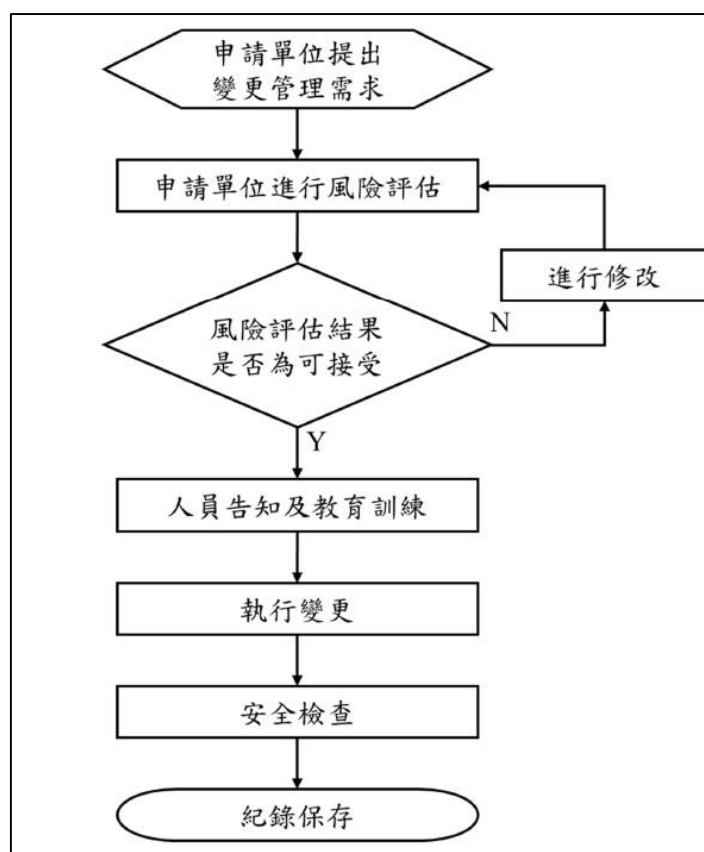 申請單位提出
變更管理需求
申請單位進行風險評估
進行修改
風險評估結果
是否為可接受
N
Y
人員告知及教育訓練
執行變更
安全檢查
紀錄保存